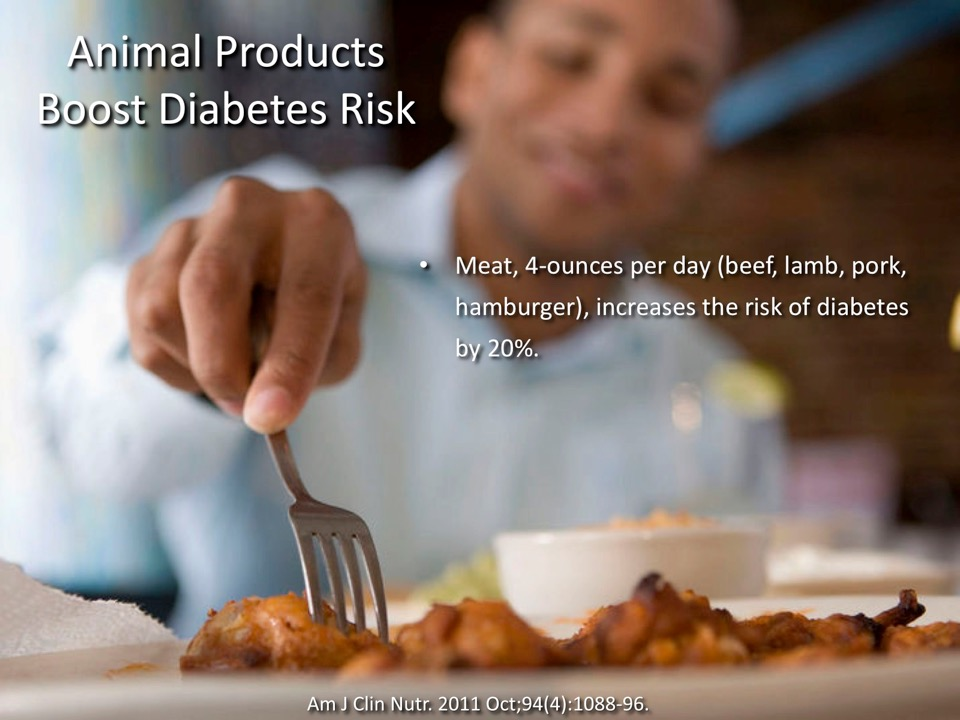 Animal Products
Boost Diabetes Risk
• Meat, 4-ounces per day (beef, lamb, pork,
hamburger), increases the risk of diabetes
by 20%.
Am J Clin Nutr. 2011 Oct;94(4):1088-96.